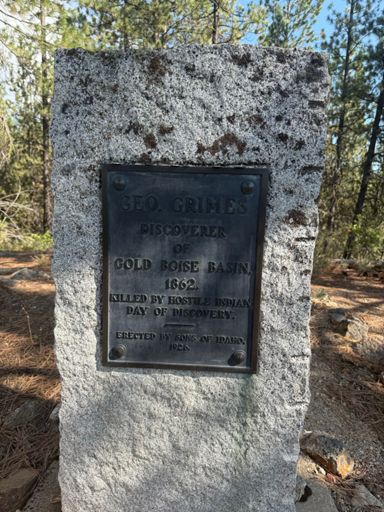 GEO. GRIMES
DISCOVERER
OF
GOLD BOISE BASIN,
1862.
KILLED BY HOSTILE INDIAN
DAY OF DISCOVERY.
ERECTED BY SONS OF IDAHO.